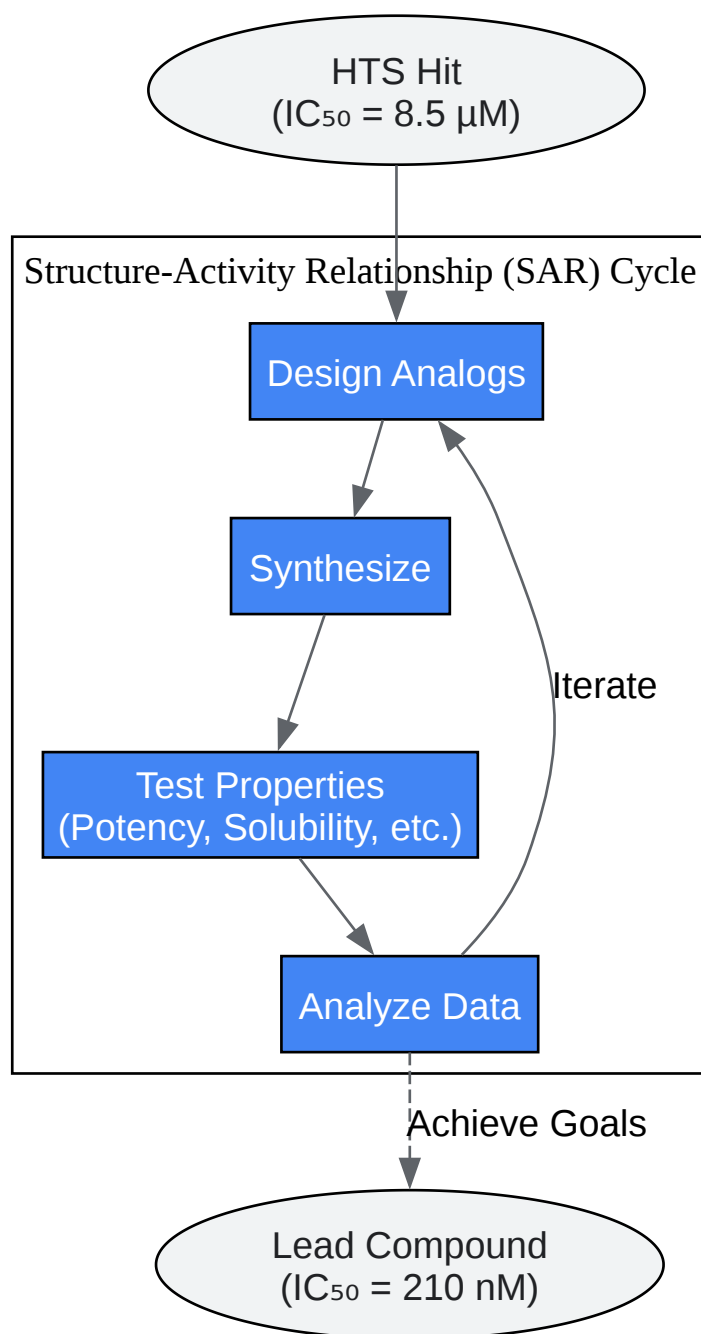 HTS Hit
(IC₅₀ = 8.5 µM)
Structure-Activity Relationship (SAR) Cycle
Design Analogs
Synthesize
Iterate
Test Properties
(Potency, Solubility, etc.)
Analyze Data
Achieve Goals
Lead Compound
(IC₅₀ = 210 nM)